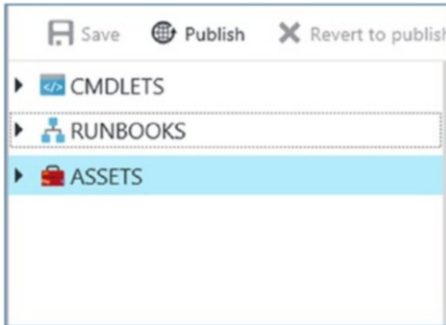 Save Publish Revert to publish
CMDLETS
RUNBOOKS
ASSETS